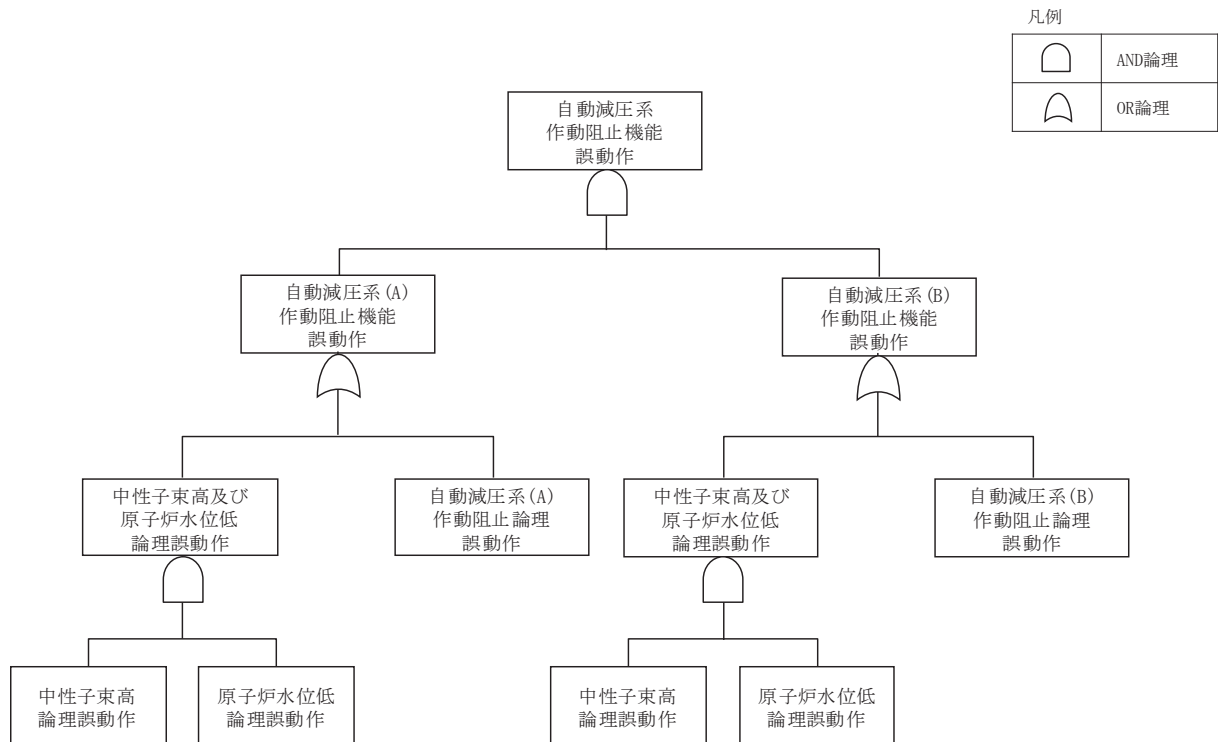 凡例
AND論理
OR論理
自動減圧系
作動阻止機能
誤動作
自動減圧系(A)
作動阻止機能
誤動作
自動減圧系(B)
作動阻止機能
誤動作
中性子束高及び
原子炉水位低
論理誤動作
自動減圧系(A)
作動阻止論理
誤動作
中性子束高及び
原子炉水位低
論理誤動作
自動減圧系(B)
作動阻止論理
誤動作
中性子束高
論理誤動作
原子炉水位低
論理誤動作
中性子束高
論理誤動作
原子炉水位低
論理誤動作